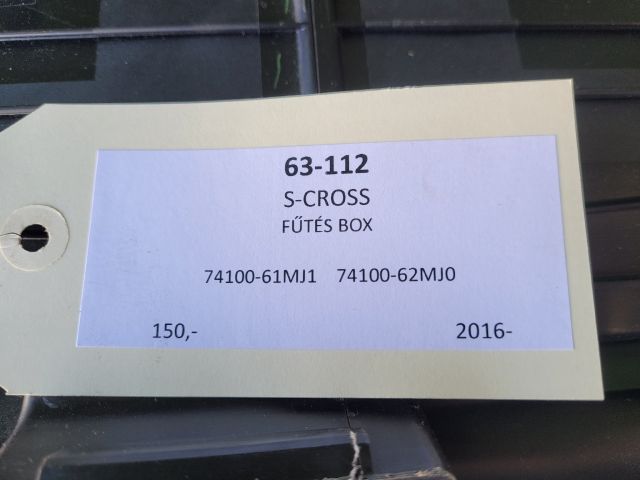 63-112
S-CROSS
FŰTÉS BOX
74100-61MJ1 74100-62MJ0
150,- 2016-